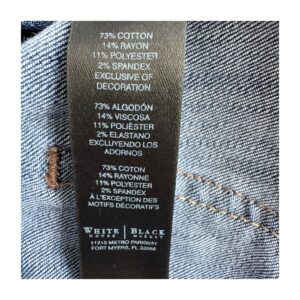 73% COTTON
14% RAYON
11% POLYESTER
2% SPANDEX
EXCLUSIVE OF
DECORATION
73% ALGODÓN
14% VISCOSA
11% POLIÉSTER
2% ELASTANO
EXCLUYENDO LOS
ADORNOS
73% COTON
14% RAYONNE
11% POLYESTER
2% SPANDEX
À L'EXCEPTION DES
MOTIFS DÉCORATIFS
WHITE | BLACK
HOUSE | MARKET
11215 METRO PARKWAY
FORT MYERS, FL 33966